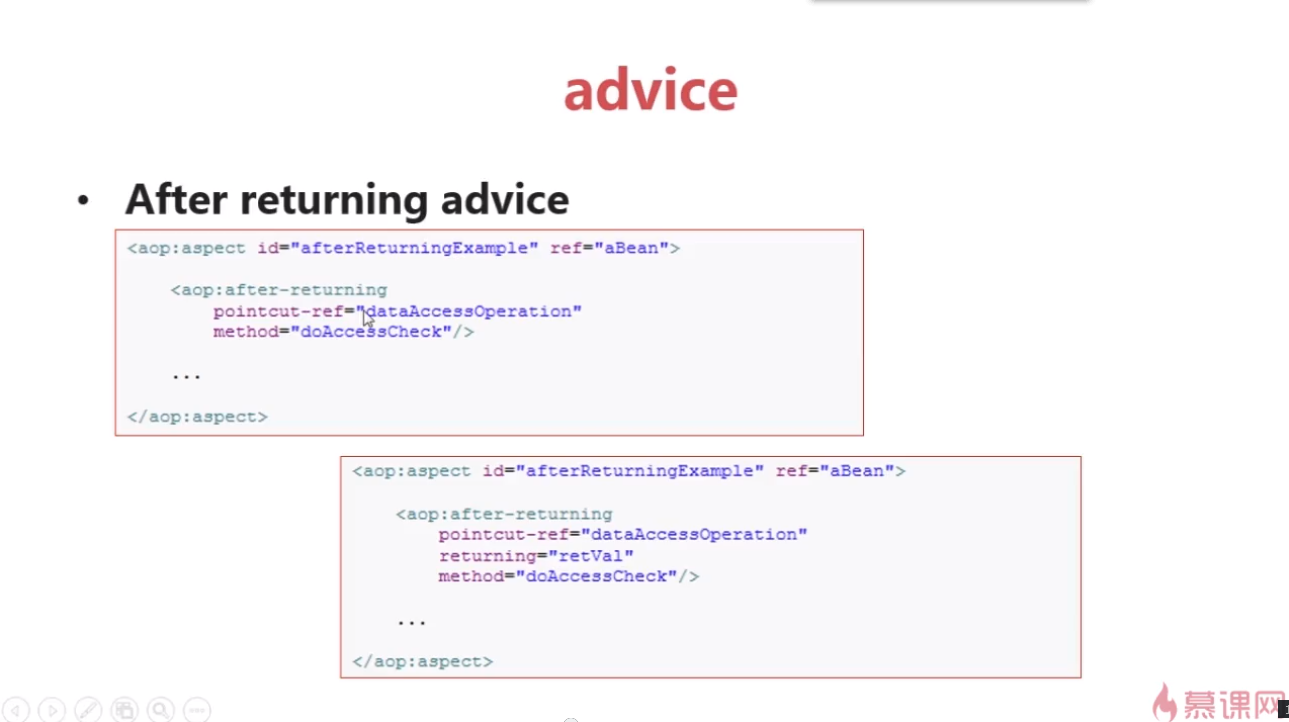 advice
• After returning advice
<aop:aspect id="afterReturningExample" ref="aBean">
<aop:after-returning
pointcut-ref="dataAccessOperation"
method="doAccessCheck"/>
...
</aop:aspect>
<aop:aspect id="afterReturningExample" ref="aBean">
<aop:after-returning
pointcut-ref="dataAccessOperation"
returning="retVal"
method="doAccessCheck"/>
...
</aop:aspect>
慕课网